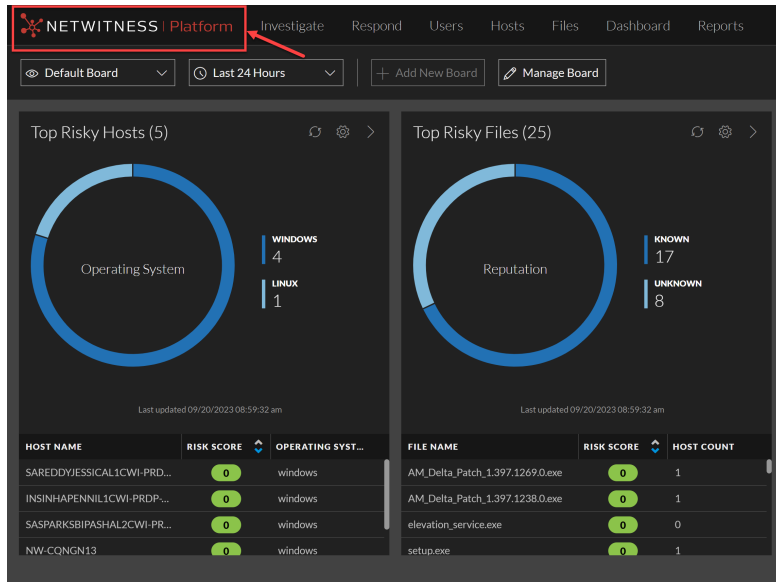 NETWITNESS | Platform Investigate Respond Users Hosts Files Dashboard Reports
Default Board Last 24 Hours + Add New Board Manage Board
Top Risky Hosts (5)
Operating System
WINDOWS
4
LINUX
1
Last updated 09/20/2023 08:59:32 am
HOST NAME RISK SCORE OPERATING SYST...
SAREDDYJESSICAL1CWI-PRD... 0 windows
INSINHAPENNIL1CWI-PRDP-... 0 windows
SASPARKSBIPASHAL2CWI-PR... 0 windows
NW-CQNGN13 0 windows
Top Risky Files (25)
Reputation
KNOWN
17
UNKNOWN
8
Last updated 09/20/2023 08:59:32 am
FILE NAME RISK SCORE HOST COUNT
AM_Delta_Patch_1.397.1269.0.exe 0 1
AM_Delta_Patch_1.397.1238.0.exe 0 1
elevation_service.exe 0 0
setup.exe 0 1